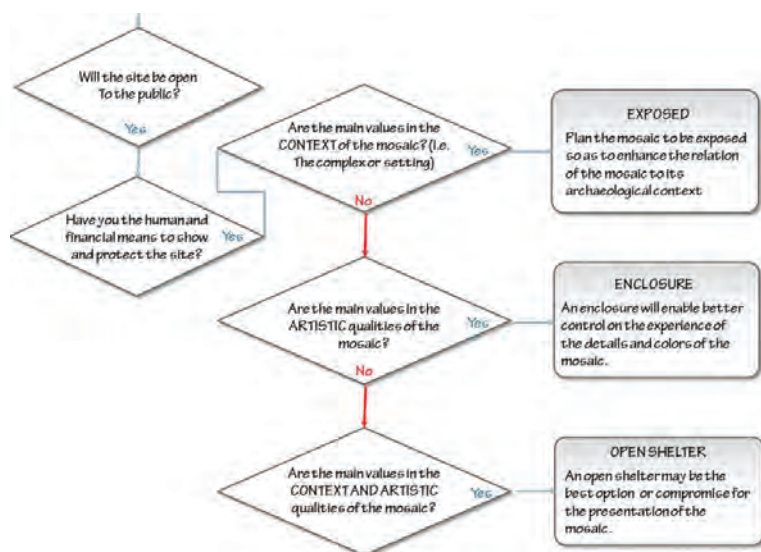 Will the site be open
To the public?
Yes
Have you the human and
financial means to show
and protect the site?
Yes
Are the main values in the
CONTEXT of the mosaic? (i.e.
The complex or setting)
Yes
No
EXPOSED
Plan the mosaic to be exposed
so as to enhance the relation
of the mosaic to its
archaeological context
Are the main values in the
ARTISTIC qualities of the
mosaic?
Yes
No
ENCLOSURE
An enclosure will enable better
control on the experience of
the details and colors of the
mosaic.
Are the main values in the
CONTEXT AND ARTISTIC
qualities of the mosaic?
Yes
OPEN SHELTER
An open shelter may be the
best option or compromise for
the presentation of the
mosaic.